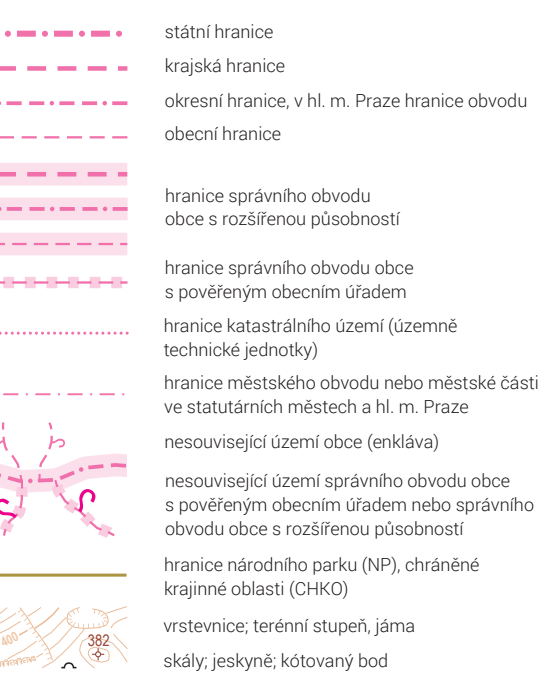 státní hranice
krajská hranice
okresní hranice, v hl. m. Praze hranice obvodu
obecní hranice
hranice správního obvodu
obce s rozšířenou působností
hranice správního obvodu obce
s pověřeným obecním úřadem
hranice katastrálního území (územně
technické jednotky)
hranice městského obvodu nebo městské části
ve statutárních městech a hl. m. Praze
nesouvisející území obce (enkláva)
nesouvisející území správního obvodu obce
s pověřeným obecním úřadem nebo správního
obvodu obce s rozšířenou působností
hranice národního parku (NP), chráněné
krajinné oblasti (CHKO)
400
382
vrstevnice; terénní stupeň, jáma
skály; jeskyně; kótovaný bod